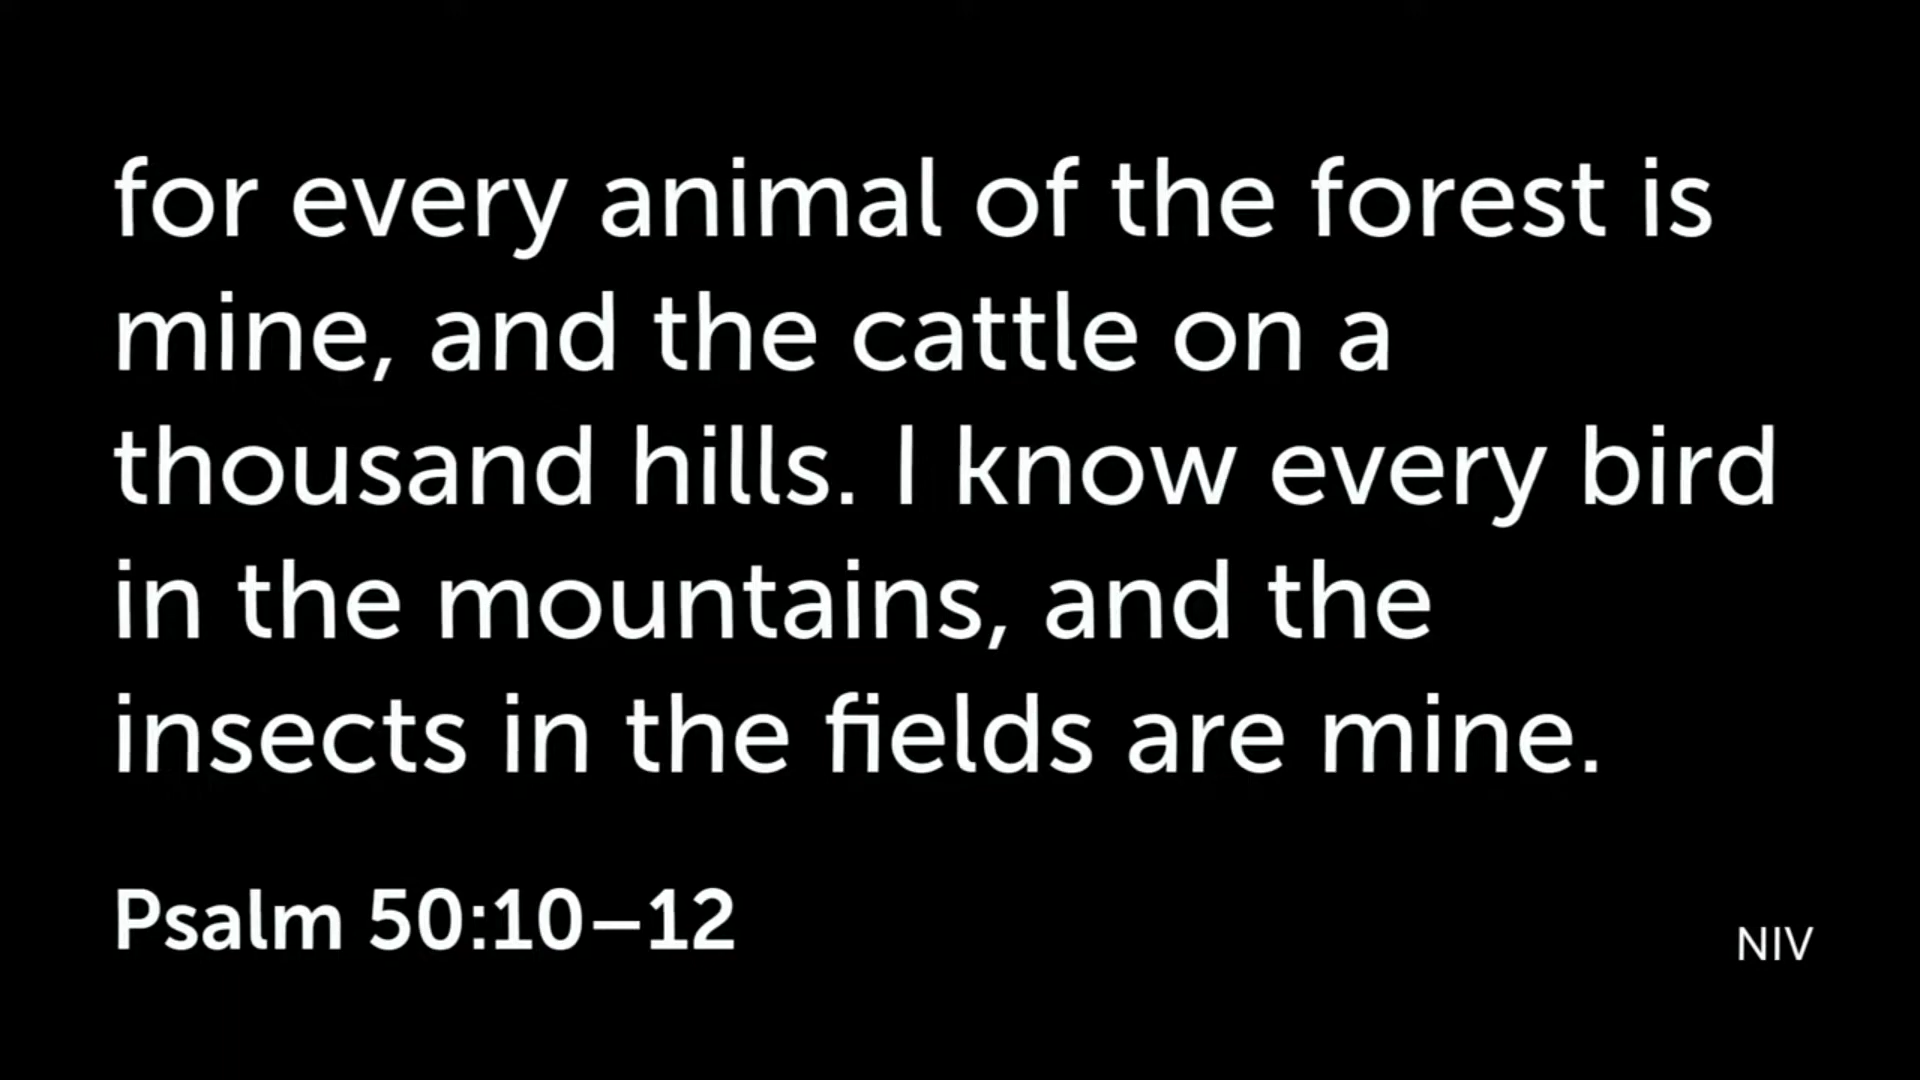 for every animal of the forest is
mine, and the cattle on a
thousand hills. I know every bird
in the mountains, and the
insects in the fields are mine.
Psalm 50:10–12
NIV